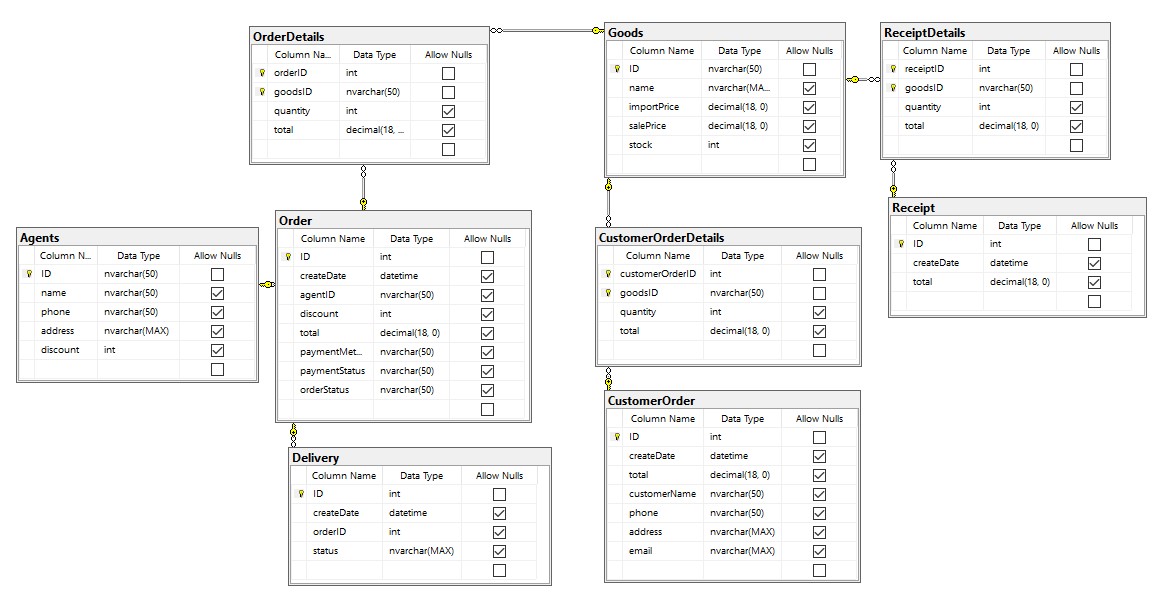 OrderDetails
Column Na... Data Type Allow Nulls
orderID int
goodsID nvarchar(50)
quantity int
total decimal(18, ...
Goods
Column Name Data Type Allow Nulls
ID nvarchar(50)
name nvarchar(MA...
importPrice decimal(18, 0)
salePrice decimal(18, 0)
stock int
ReceiptDetails
Column Name Data Type Allow Nulls
receiptID int
goodsID nvarchar(50)
quantity int
total decimal(18, 0)
Agents
Column N... Data Type Allow Nulls
ID nvarchar(50)
name nvarchar(50)
phone nvarchar(50)
address nvarchar(MAX)
discount int
Order
Column Name Data Type Allow Nulls
ID int
createDate datetime
agentID nvarchar(50)
discount int
total decimal(18, 0)
paymentMet... nvarchar(50)
paymentStatus nvarchar(50)
orderStatus nvarchar(50)
CustomerOrderDetails
Column Name Data Type Allow Nulls
customerOrderID int
goodsID nvarchar(50)
quantity int
total decimal(18, 0)
Receipt
Column Name Data Type Allow Nulls
ID int
createDate datetime
total decimal(18, 0)
Delivery
Column Name Data Type Allow Nulls
ID int
createDate datetime
orderID int
status nvarchar(MAX)
CustomerOrder
Column Name Data Type Allow Nulls
ID int
createDate datetime
total decimal(18, 0)
customerName nvarchar(50)
phone nvarchar(50)
address nvarchar(MAX)
email nvarchar(MAX)